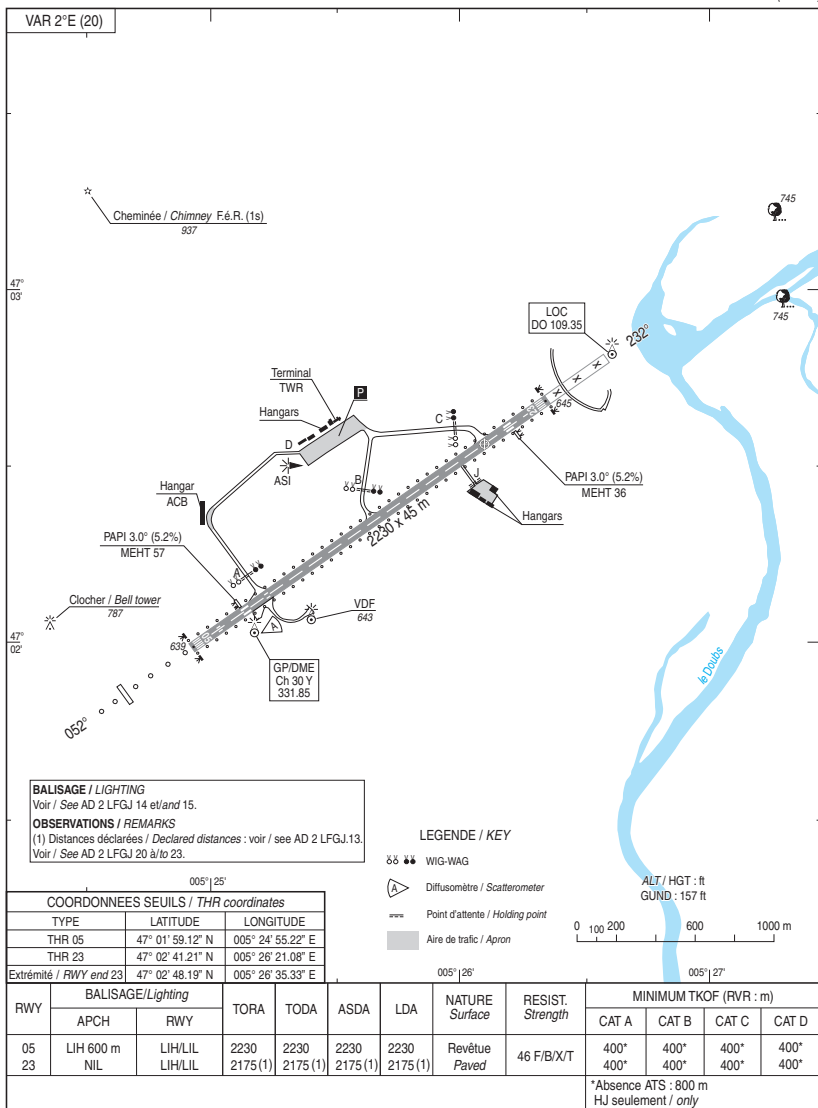 VAR 2°E (20)
745
Cheminée / Chimney F.é.R. (1s)
937
47°
03'
745
LOC
DO 109.35
232°
Terminal
TWR
P
Hangars
C
645
D
ASI
B
J
PAPI 3.0° (5.2%)
MEHT 36
Hangar
ACB
2230 x 45 m
Hangars
PAPI 3.0° (5.2%)
MEHT 57
A
Clocher / Bell tower
787
VDF
643
A
47°
02'
639
GP/DME
Ch 30 Y
331.85
le Doubs
052°
BALISAGE / LIGHTING
Voir / See AD 2 LFGJ 14 et/and 15.
OBSERVATIONS / REMARKS
(1) Distances déclarées / Declared distances : voir / see AD 2 LFGJ.13.
Voir / See AD 2 LFGJ 20 à/to 23.
LEGENDE / KEY
WIG-WAG
A Diffusomètre / Scatterometer
Point d'attente / Holding point
Aire de trafic / Apron
ALT / HGT : ft
GUND : 157 ft
0 100 200 600 1000 m
005° 25'
005° 26'
005° 27'
COORDONNEES SEUILS / THR coordinates
TYPE LATITUDE LONGITUDE
THR 05 47° 01' 59.12" N 005° 24' 55.22" E
THR 23 47° 02' 41.21" N 005° 26' 21.08" E
Extrémité / RWY end 23 47° 02' 48.19" N 005° 26' 35.33" E
RWY BALISAGE/Lighting TORA TODA ASDA LDA NATURE Surface RESIST. Strength MINIMUM TKOF (RVR : m)
APCH RWY CAT A CAT B CAT C CAT D
05 LIH 600 m LIH/LIL 2230 2230 2230 2230 Revêtue 46 F/B/X/T 400* 400* 400* 400*
23 NIL LIH/LIL 2175 (1) 2175 (1) 2175 (1) 2175 (1) Paved 400* 400* 400* 400*
*Absence ATS : 800 m
HJ seulement / only